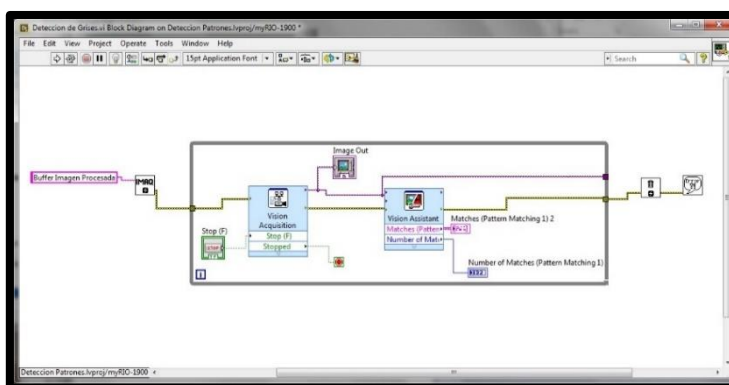 Deteccion de Grises.vi Block Diagram on Deteccion Patrones.lvproj/myRIO-1900 *
File Edit View Project Operate Tools Window Help
15pt Application Font
Search
Image Out
Buffer Imagen Procesada
IMAQ
Vision Acquisition
Vision Assistant
Matches (Pattern Matching 1) 2
Stop (F)
Stop (F)
Matches (Patter
Stopped
Number of Matc
Number of Matches (Pattern Matching 1)
i
Deteccion Patrones.lvproj/myRIO-1900